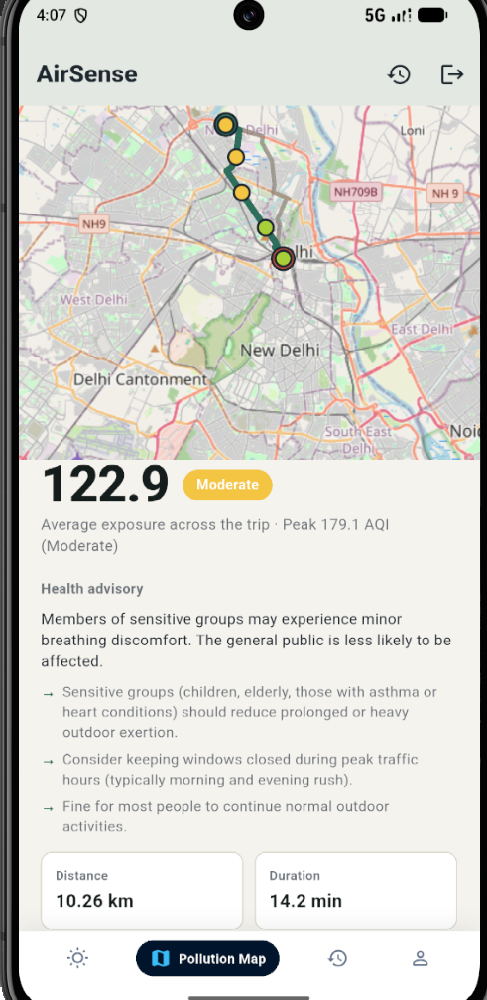 4:07
5G
AirSense
North Delhi
Loni
NH709B
NH 9
NH9
Delhi
West Delhi
East Delhi
New Delhi
Delhi Cantonment
South East
Delhi
Noi
122.9 Moderate
Average exposure across the trip · Peak 179.1 AQI
(Moderate)
Health advisory
Members of sensitive groups may experience minor
breathing discomfort. The general public is less likely to be
affected.
→ Sensitive groups (children, elderly, those with asthma or
heart conditions) should reduce prolonged or heavy
outdoor exertion.
→ Consider keeping windows closed during peak traffic
hours (typically morning and evening rush).
→ Fine for most people to continue normal outdoor
activities.
Distance
10.26 km
Duration
14.2 min
Pollution Map